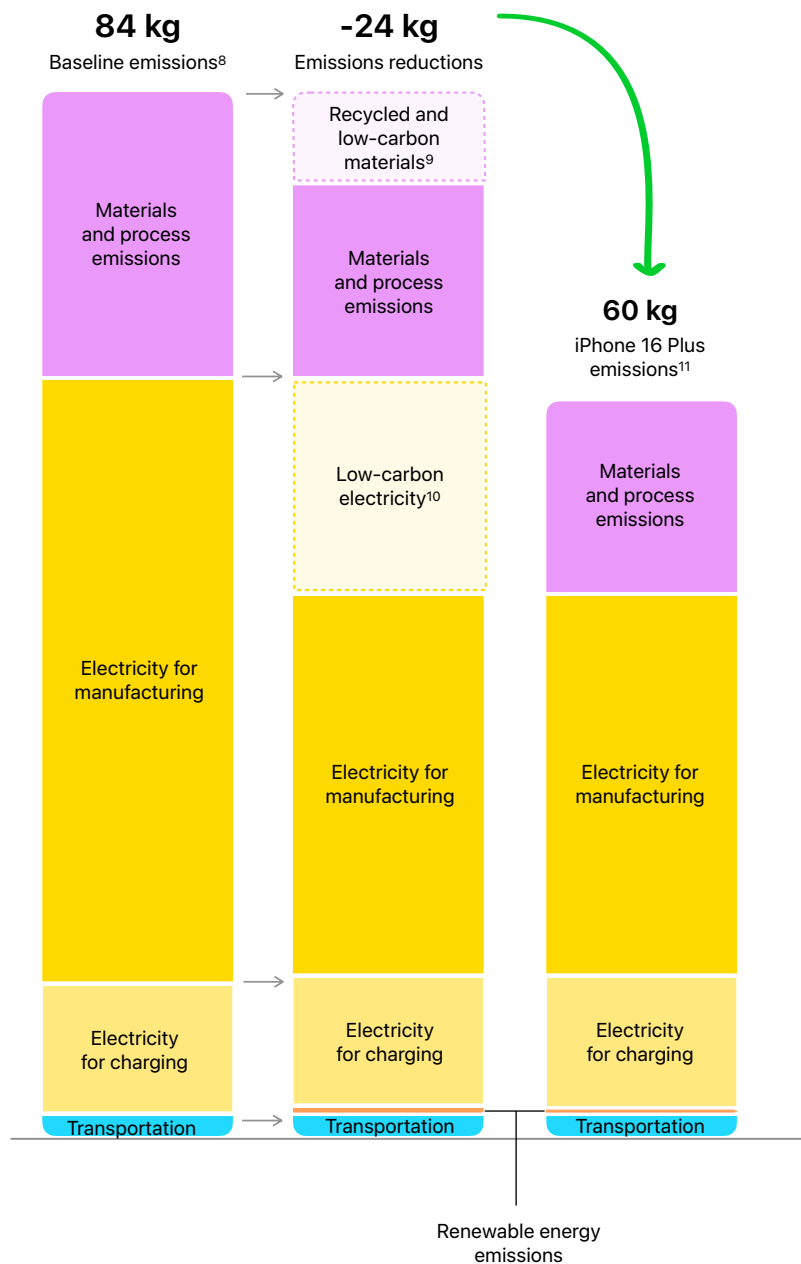 84 kg
Baseline emissions⁸
Materials
and process
emissions
Electricity for
manufacturing
Electricity
for charging
Transportation
-24 kg
Emissions reductions
Recycled and
low-carbon
materials⁹
Materials
and process
emissions
Low-carbon
electricity¹⁰
Electricity for
manufacturing
Electricity
for charging
Transportation
60 kg
iPhone 16 Plus
emissions¹¹
Materials
and process
emissions
Electricity for
manufacturing
Electricity
for charging
Transportation
Renewable energy
emissions